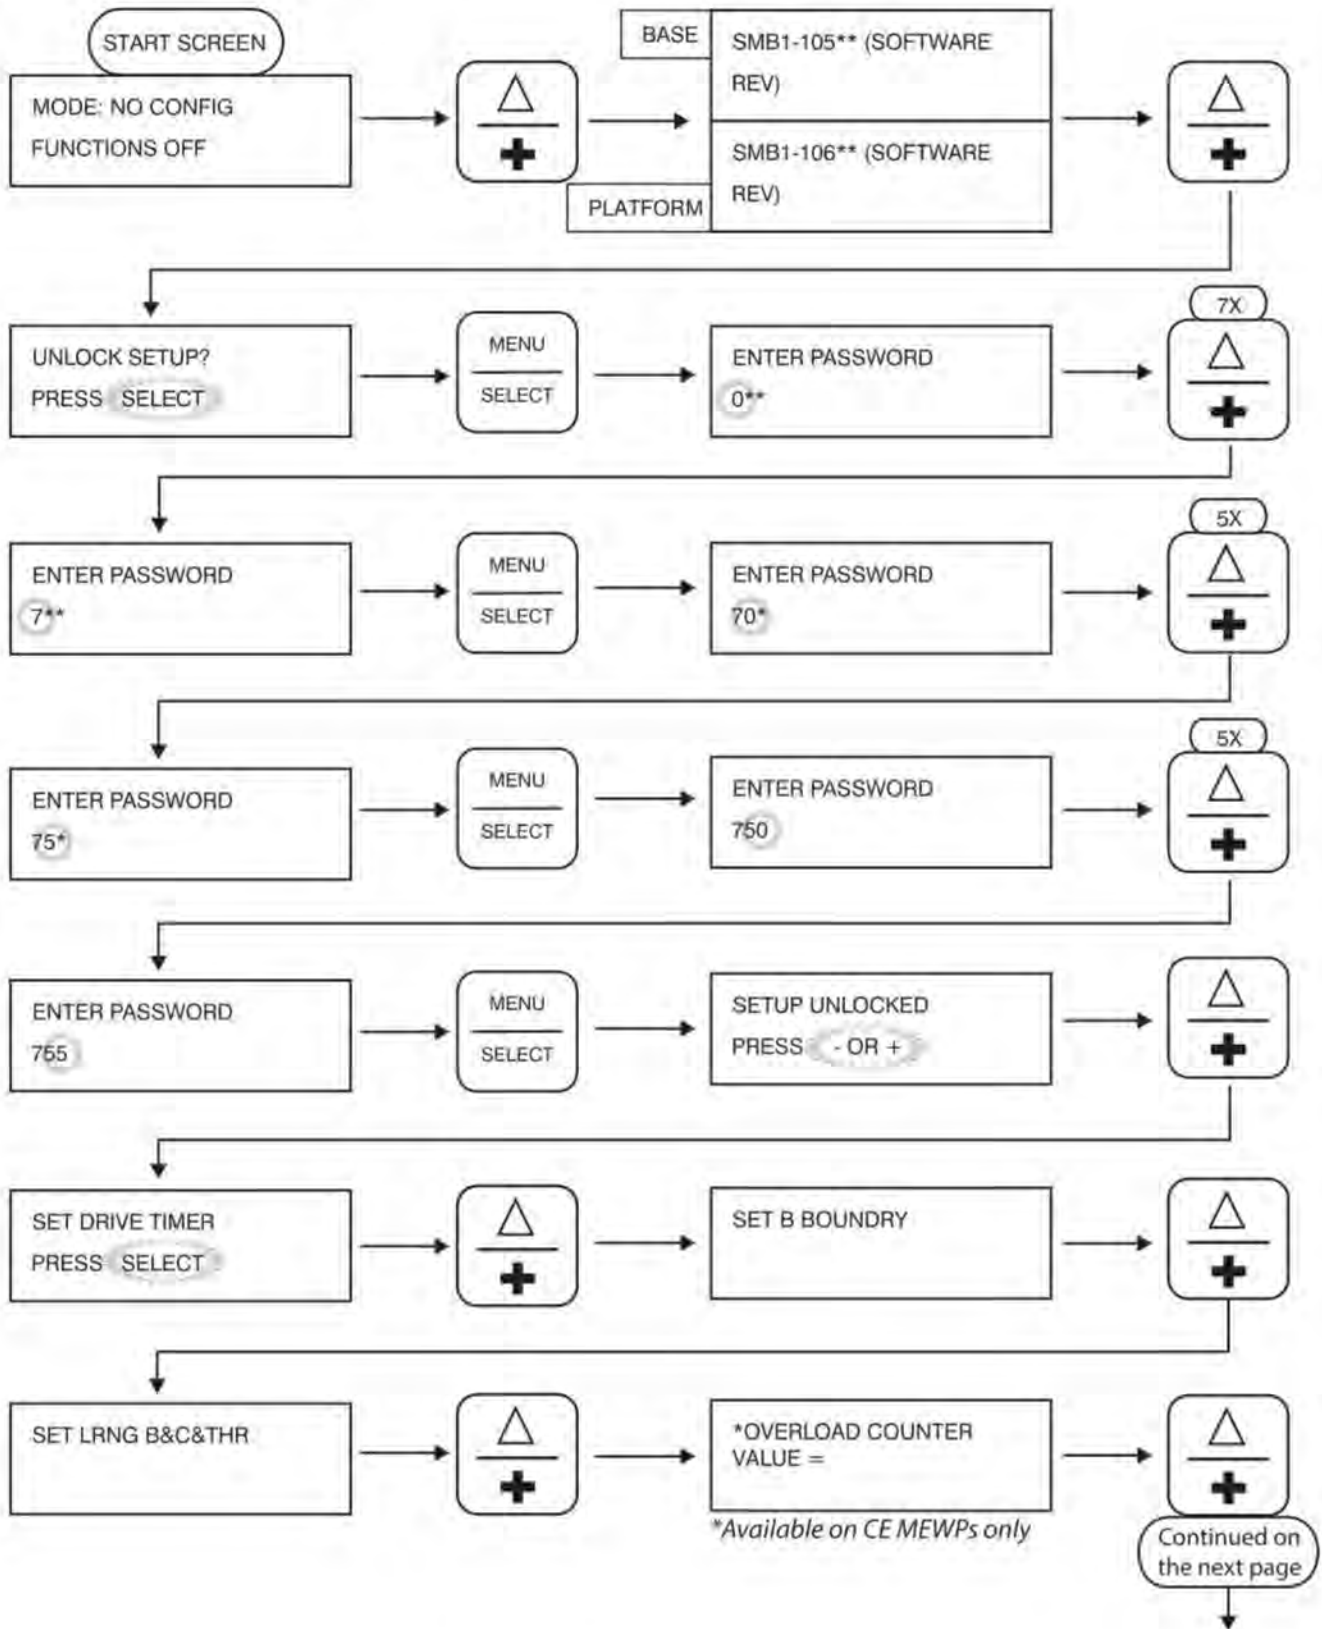 START SCREEN
MODE: NO CONFIG
FUNCTIONS OFF
BASE
SMB1-105** (SOFTWARE
REV)
PLATFORM
SMB1-106** (SOFTWARE
REV)
UNLOCK SETUP?
PRESS SELECT
MENU
SELECT
ENTER PASSWORD
0**
7X
ENTER PASSWORD
7**
MENU
SELECT
ENTER PASSWORD
70*
5X
ENTER PASSWORD
75*
MENU
SELECT
ENTER PASSWORD
750
5X
ENTER PASSWORD
755
MENU
SELECT
SETUP UNLOCKED
PRESS - OR +
SET DRIVE TIMER
PRESS SELECT
SET B BOUNDRY
SET LRNG B&C&THR
*OVERLOAD COUNTER
VALUE =
*Available on CE MEWPs only
Continued on
the next page